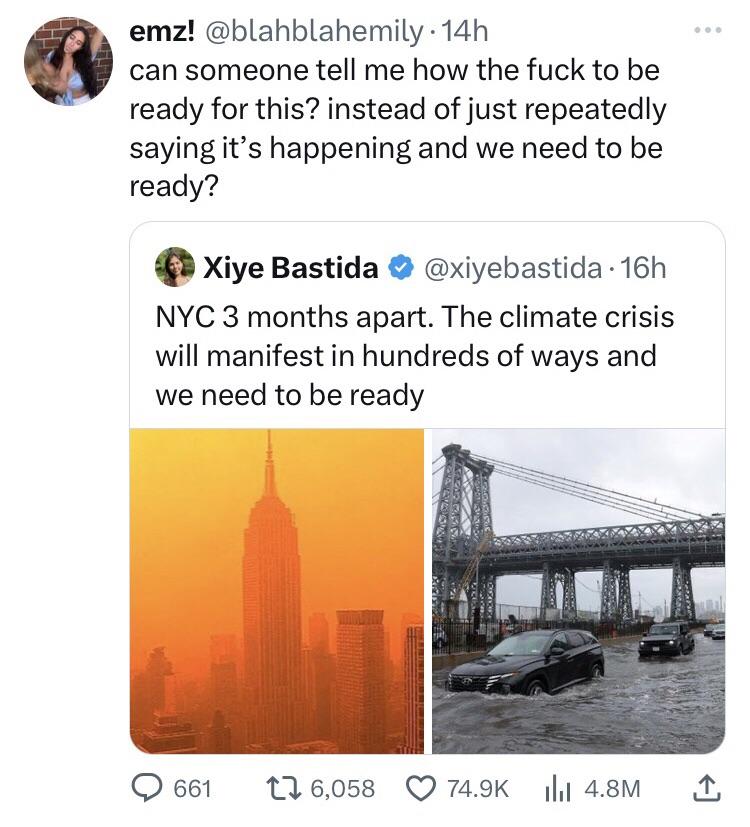 emz! @blahblahemily · 14h
can someone tell me how the fuck to be
ready for this? instead of just repeatedly
saying it’s happening and we need to be
ready?
Xiye Bastida @xiyebastida · 16h
NYC 3 months apart. The climate crisis
will manifest in hundreds of ways and
we need to be ready
661 6,058 74.9K 4.8M